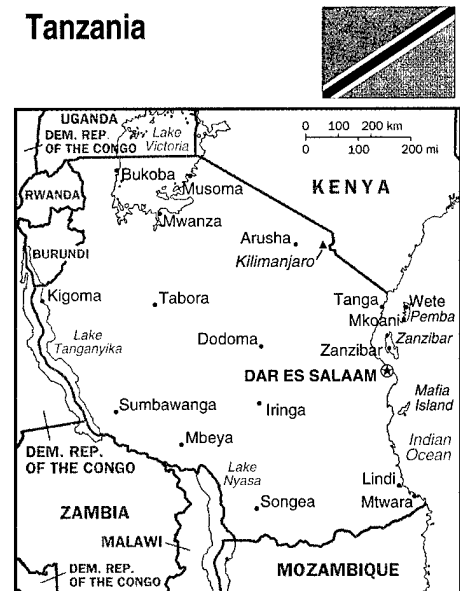 Tanzania
UGANDA
DEM. REP.
OF THE CONGO
Lake
Victoria
0 100 200 km
0 100 200 mi
RWANDA
Bukoba
Musoma
KENYA
Mwanza
BURUNDI
Arusha
Kilimanjaro
Kigoma
Tabora
Tanga
Wete
Mkoani
Pemba
Lake
Tanganyika
Dodoma
Zanzibar
Zanzibar
DAR ES SALAAM
Mafia
Island
Sumbawanga
Iringa
Mbeya
Indian
Ocean
DEM. REP.
OF THE CONGO
Lake
Nyasa
Lindi
Mtwara
Songea
ZAMBIA
MALAWI
DEM. REP.
OF THE CONGO
MOZAMBIQUE